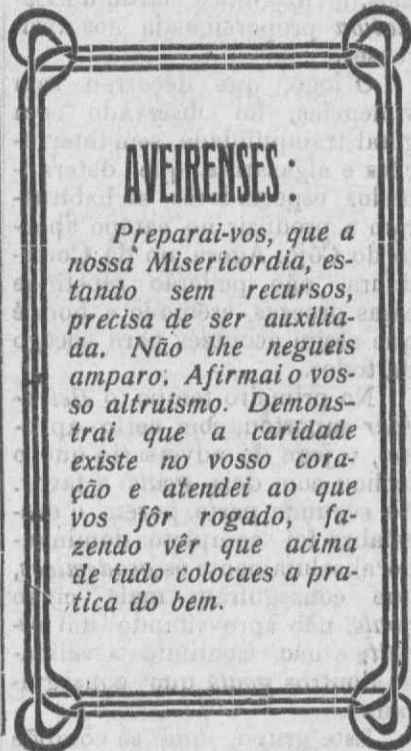 AVEIRENSES:
Preparai-vos, que a
nossa Misericordia, es-
tando sem recursos,
precisa de ser auxilia-
da. Não lhe negueis
amparo. Afirmai o vos-
so altruismo. Demons-
trai que a caridade
existe no vosso cora-
ção e atendei ao que
vos fôr rogado, fa-
zendo vêr que acima
de tudo colocaes a pra-
tica do bem.